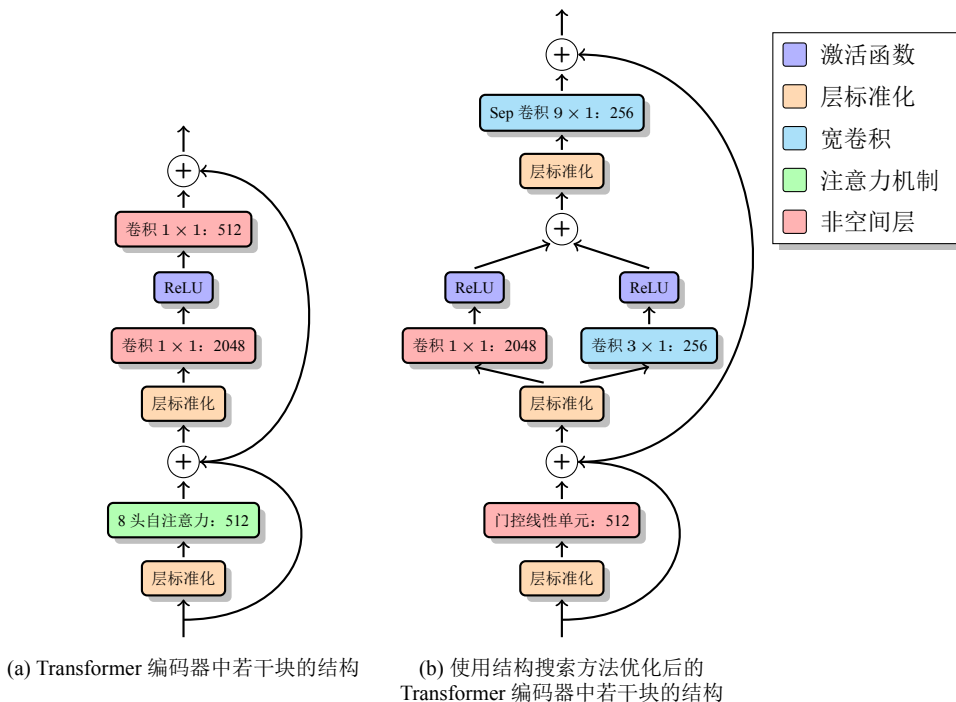 激活函数
层标准化
宽卷积
注意力机制
非空间层
+
卷积 1 × 1：512
ReLU
卷积 1 × 1：2048
层标准化
+
8 头自注意力：512
层标准化
(a) Transformer 编码器中若干块的结构
+
Sep 卷积 9 × 1：256
层标准化
+
ReLU
ReLU
卷积 1 × 1：2048
卷积 3 × 1：256
层标准化
+
门控线性单元：512
层标准化
(b) 使用结构搜索方法优化后的
Transformer 编码器中若干块的结构